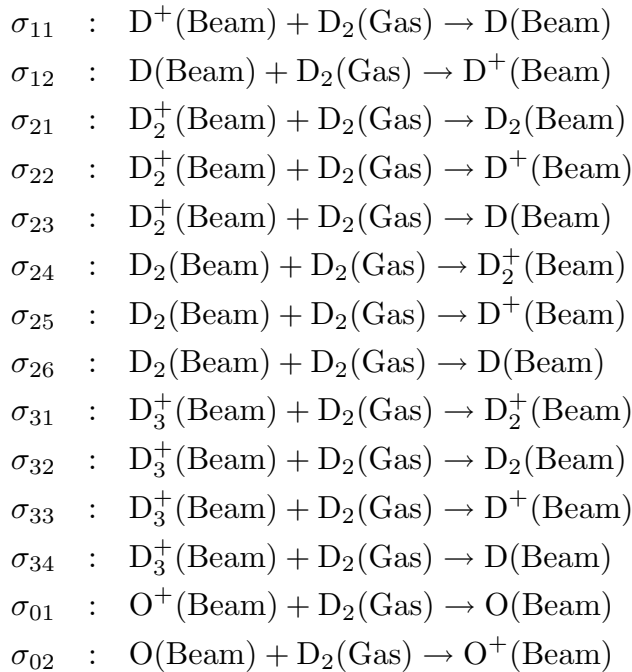 σ₁₁ : D⁺(Beam) + D₂(Gas) → D(Beam)
σ₁₂ : D(Beam) + D₂(Gas) → D⁺(Beam)
σ₂₁ : D₂⁺(Beam) + D₂(Gas) → D₂(Beam)
σ₂₂ : D₂⁺(Beam) + D₂(Gas) → D⁺(Beam)
σ₂₃ : D₂⁺(Beam) + D₂(Gas) → D(Beam)
σ₂₄ : D₂(Beam) + D₂(Gas) → D₂⁺(Beam)
σ₂₅ : D₂(Beam) + D₂(Gas) → D⁺(Beam)
σ₂₆ : D₂(Beam) + D₂(Gas) → D(Beam)
σ₃₁ : D₃⁺(Beam) + D₂(Gas) → D₂⁺(Beam)
σ₃₂ : D₃⁺(Beam) + D₂(Gas) → D₂(Beam)
σ₃₃ : D₃⁺(Beam) + D₂(Gas) → D⁺(Beam)
σ₃₄ : D₃⁺(Beam) + D₂(Gas) → D(Beam)
σ₀₁ : O⁺(Beam) + D₂(Gas) → O(Beam)
σ₀₂ : O(Beam) + D₂(Gas) → O⁺(Beam)